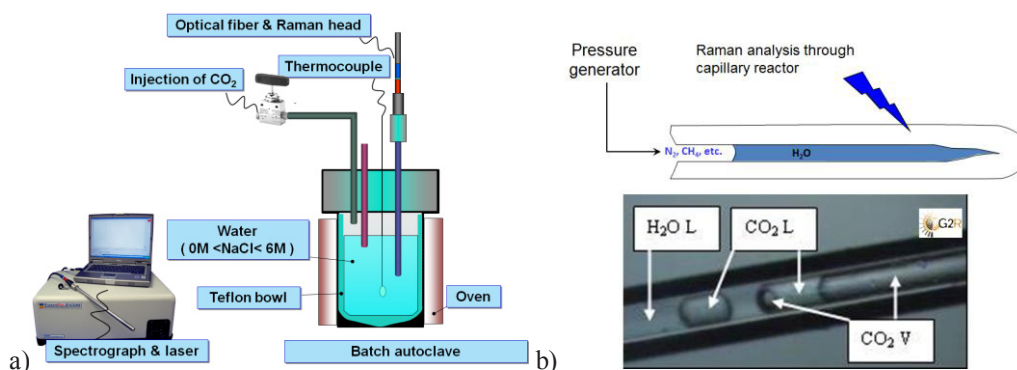 Optical fiber & Raman head
Injection of CO₂
Thermocouple
Water
( 0M <NaCl< 6M )
Teflon bowl
Oven
a)
Spectrograph & laser
Batch autoclave
b)
Pressure
generator
Raman analysis through
capillary reactor
N₂, CH₄, etc.
H₂O
H₂O L
CO₂ L
G2R
CO₂ V